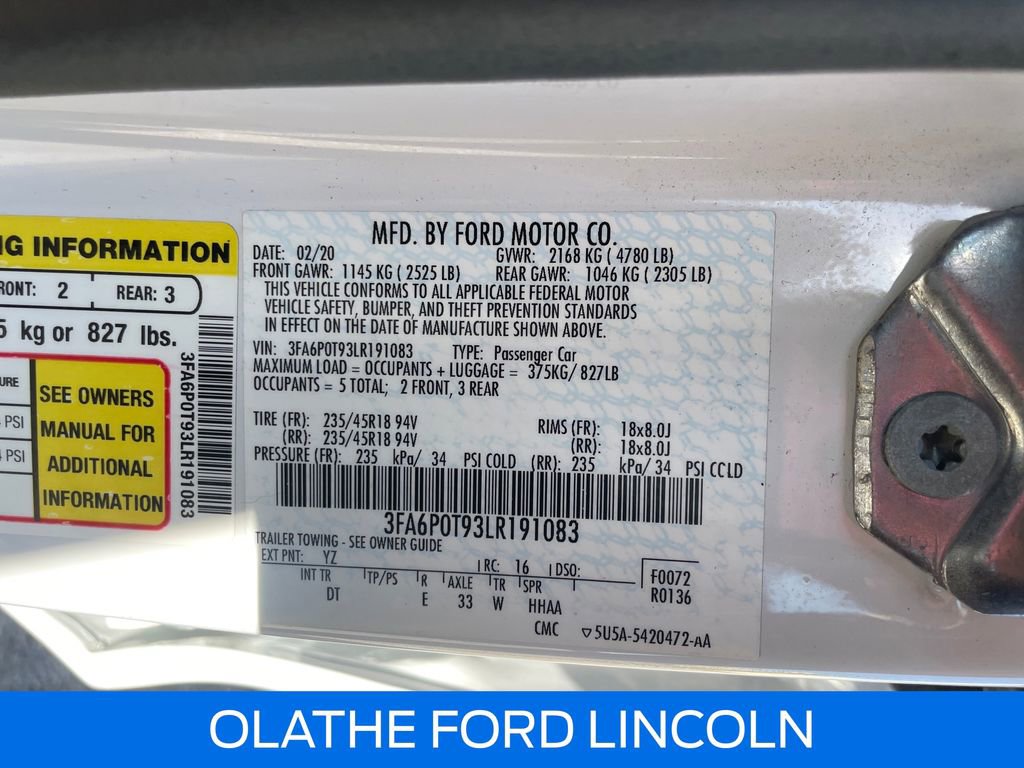 NG INFORMATION
FRONT: 2 REAR: 3
5 kg or 827 lbs.
SEE OWNERS
MANUAL FOR
ADDITIONAL
INFORMATION
URE
PSI
4 PSI
3FA6P0T93LR191083
MFD. BY FORD MOTOR CO.
DATE: 02/20 GVWR: 2168 KG ( 4780 LB)
FRONT GAWR: 1145 KG ( 2525 LB) REAR GAWR: 1046 KG ( 2305 LB)
THIS VEHICLE CONFORMS TO ALL APPLICABLE FEDERAL MOTOR
VEHICLE SAFETY, BUMPER, AND THEFT PREVENTION STANDARDS
IN EFFECT ON THE DATE OF MANUFACTURE SHOWN ABOVE.
VIN: 3FA6P0T93LR191083 TYPE: Passenger Car
MAXIMUM LOAD = OCCUPANTS + LUGGAGE = 375KG/ 827LB
OCCUPANTS = 5 TOTAL; 2 FRONT, 3 REAR
TIRE (FR): 235/45R18 94V RIMS (FR): 18x8.0J
(RR): 235/45R18 94V (RR): 18x8.0J
PRESSURE (FR): 235 kPa/ 34 PSI COLD (RR): 235 kPa/ 34 PSI CCLD
3FA6P0T93LR191083
TRAILER TOWING - SEE OWNER GUIDE
EXT PNT: YZ RC: 16 DSO: F0072
INT TR TP/PS R AXLE TR SPR R0136
DT E 33 W HHAA
CMC 5U5A-5420472-AA
OLATHE FORD LINCOLN